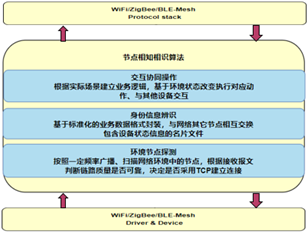 WiFi/ZigBee/BLE-Mesh
Protocol stack
节点相知相识算法
交互协同操作
根据实际场景建立业务逻辑，基于环境状态改变执行对应动
作、与其他设备交互
身份信息辨识
基于标准化的业务数据格式封装，与网络其它节点相互交换
包含设备状态信息的名片文件
环境节点探测
按照一定频率广播、扫描网络环境中的节点，根据接收报文
判断链路质量是否可靠，决定是否采用TCP建立连接
WiFi/ZigBee/BLE-Mesh
Driver & Device